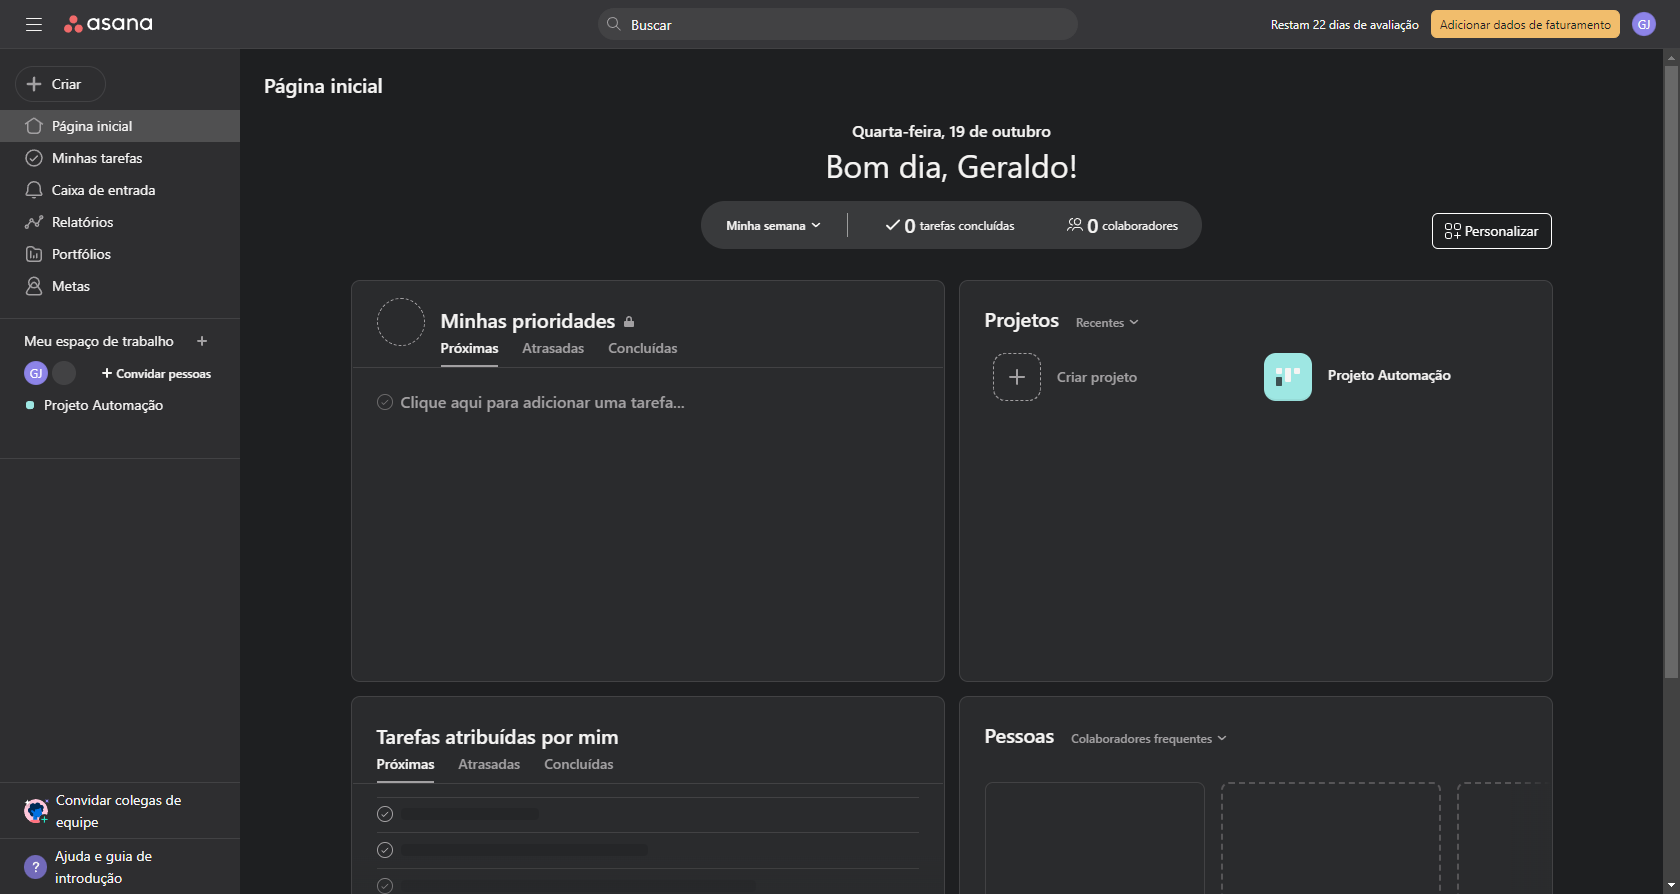 asana
Buscar
Restam 22 dias de avaliação
Adicionar dados de faturamento
GJ
Criar
Página inicial
Minhas tarefas
Caixa de entrada
Relatórios
Portfólios
Metas
Meu espaço de trabalho
GJ
+ Convidar pessoas
Projeto Automação
Convidar colegas de
equipe
? Ajuda e guia de
introdução
Página inicial
Quarta-feira, 19 de outubro
Bom dia, Geraldo!
Minha semana
0 tarefas concluídas
0 colaboradores
Personalizar
Minhas prioridades
Próximas Atrasadas Concluídas
Clique aqui para adicionar uma tarefa...
Projetos Recentes
Criar projeto
Projeto Automação
Tarefas atribuídas por mim
Próximas Atrasadas Concluídas
Pessoas Colaboradores frequentes